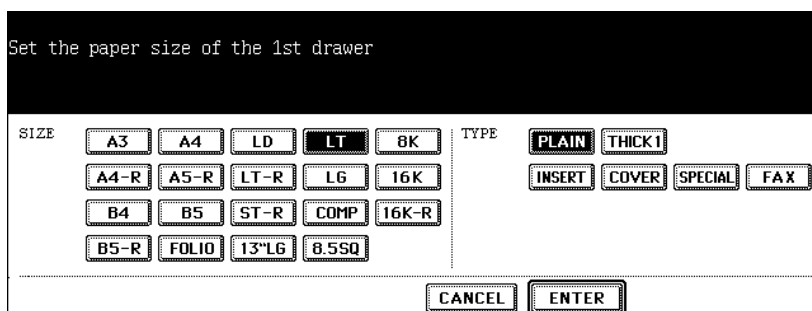 Set the paper size of the 1st drawer
SIZE A3 A4 LD LT 8K TYPE PLAIN THICK1
A4-R A5-R LT-R LG 16K INSERT COVER SPECIAL FAX
B4 B5 ST-R COMP 16K-R
B5-R FOLIO 13"LG 8.5SQ
CANCEL ENTER